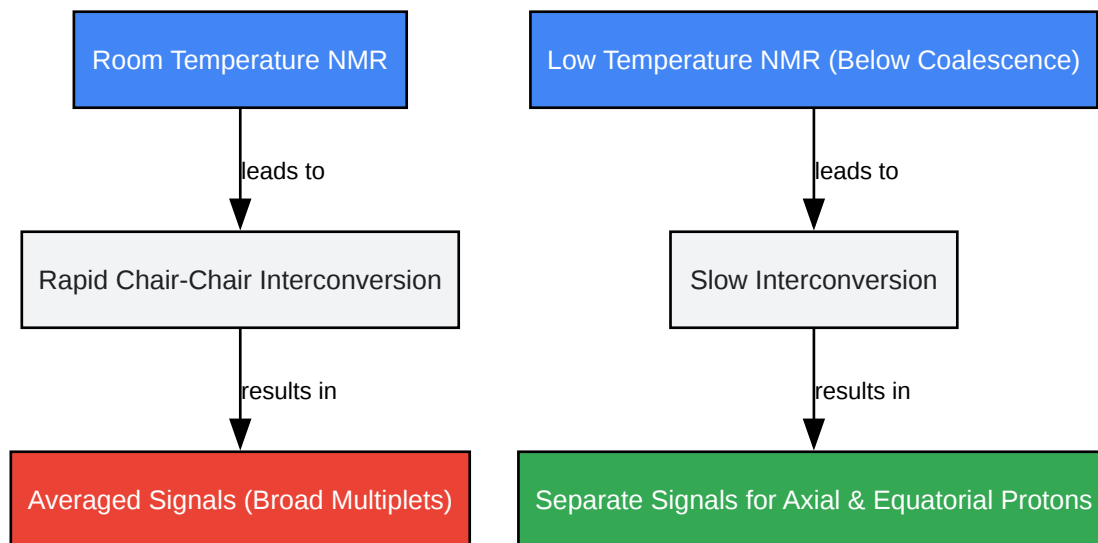 Room Temperature NMR
Low Temperature NMR (Below Coalescence)
leads to
leads to
Rapid Chair-Chair Interconversion
Slow Interconversion
results in
results in
Averaged Signals (Broad Multiplets)
Separate Signals for Axial & Equatorial Protons